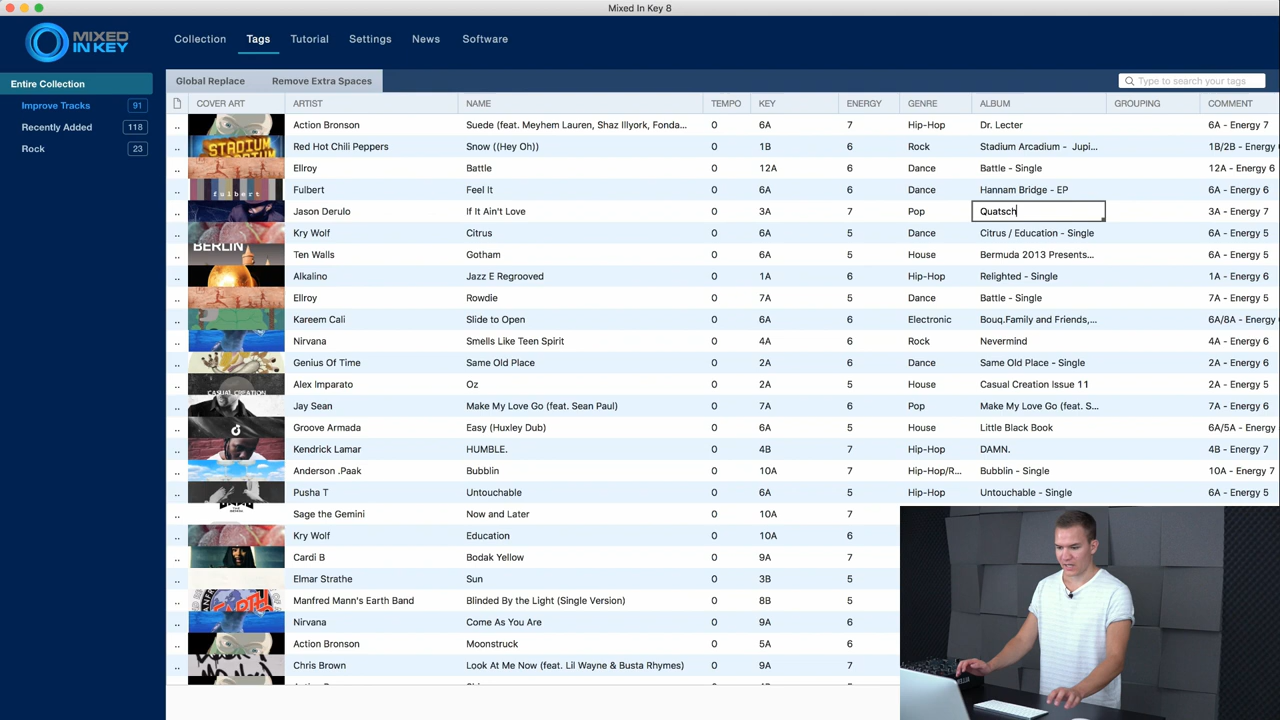 Mixed In Key 8
MIXED IN KEY
Collection Tags Tutorial Settings News Software
Entire Collection
Improve Tracks 91
Recently Added 118
Rock 23
Global Replace Remove Extra Spaces Type to search your tags
COVER ART ARTIST NAME TEMPO KEY ENERGY GENRE ALBUM GROUPING COMMENT
Action Bronson Suede (feat. Meyhem Lauren, Shaz Illyork, Fonda... 0 6A 7 Hip-Hop Dr. Lecter 6A - Energy 7
STADIUM Red Hot Chili Peppers Snow ((Hey Oh)) 0 1B 6 Rock Stadium Arcadium - Jupi... 1B/2B - Energy
Ellroy Battle 0 12A 6 Dance Battle - Single 12A - Energy 6
fulbert Fulbert Feel It 0 6A 6 Dance Hannam Bridge - EP 6A - Energy 6
Jason Derulo If It Ain't Love 0 3A 7 Pop Quatsch 3A - Energy 7
Kry Wolf Citrus 0 6A 5 Dance Citrus / Education - Single 6A - Energy 5
BERLIN Ten Walls Gotham 0 6A 5 House Bermuda 2013 Presents... 6A - Energy 5
Alkalino Jazz E Regrooved 0 1A 6 Hip-Hop Relighted - Single 1A - Energy 6
Ellroy Rowdie 0 7A 5 Dance Battle - Single 7A - Energy 5
Kareem Cali Slide to Open 0 6A 6 Electronic Bouq.Family and Friends,... 6A/8A - Energy
Nirvana Smells Like Teen Spirit 0 4A 6 Rock Nevermind 4A - Energy 6
Genius Of Time Same Old Place 0 2A 6 Dance Same Old Place - Single 2A - Energy 6
CASUAL CREATION Alex Imparato Oz 0 2A 5 House Casual Creation Issue 11 2A - Energy 5
Jay Sean Make My Love Go (feat. Sean Paul) 0 7A 6 Pop Make My Love Go (feat. S... 7A - Energy 6
Groove Armada Easy (Huxley Dub) 0 6A 5 House Little Black Book 6A/5A - Energy
Kendrick Lamar HUMBLE. 0 4B 5 Hip-Hop DAMN. 4B - Energy 5
Anderson .Paak Bubblin 0 10A 7 Hip-Hop/R... Bubblin - Single 10A - Energy 7
Pusha T Untouchable 0 6A 5 Hip-Hop Untouchable - Single 6A - Energy 5
Sage the Gemini Now and Later 0 10A 7
Kry Wolf Education 0 10A 6
Cardi B Bodak Yellow 0 9A 7
Elmar Strathe Sun 0 3B 5
EARTH Manfred Mann's Earth Band Blinded By the Light (Single Version) 0 8B 5
Nirvana Come As You Are 0 9A 6
Action Bronson Moonstruck 0 5A 6
Chris Brown Look At Me Now (feat. Lil Wayne & Busta Rhymes) 0 9A 7